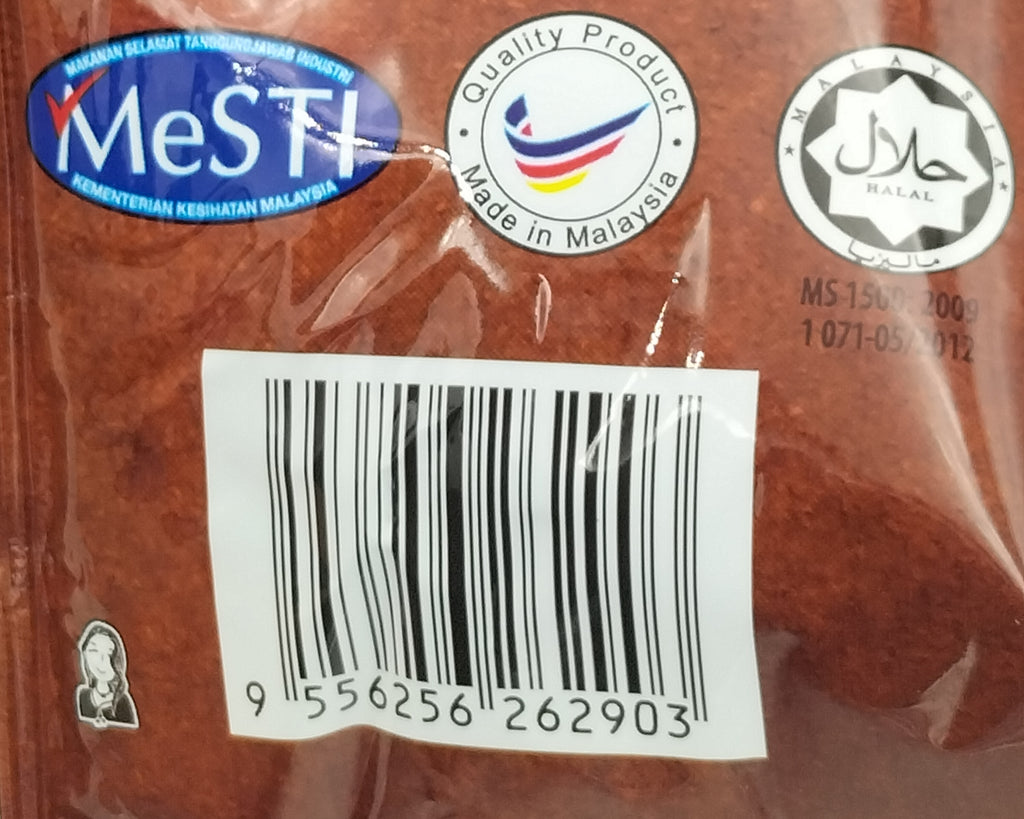 MAKANAN SELAMAT TANGGUNGJAWAB INDUSTRI
MeSTI
KEMENTERIAN KESIHATAN MALAYSIA
Quality Product
Made in Malaysia
MALAYSIA
حلال
HALAL
ماليزيا
MS 1500: 2009
1 071-05/2012
9 556256 262903